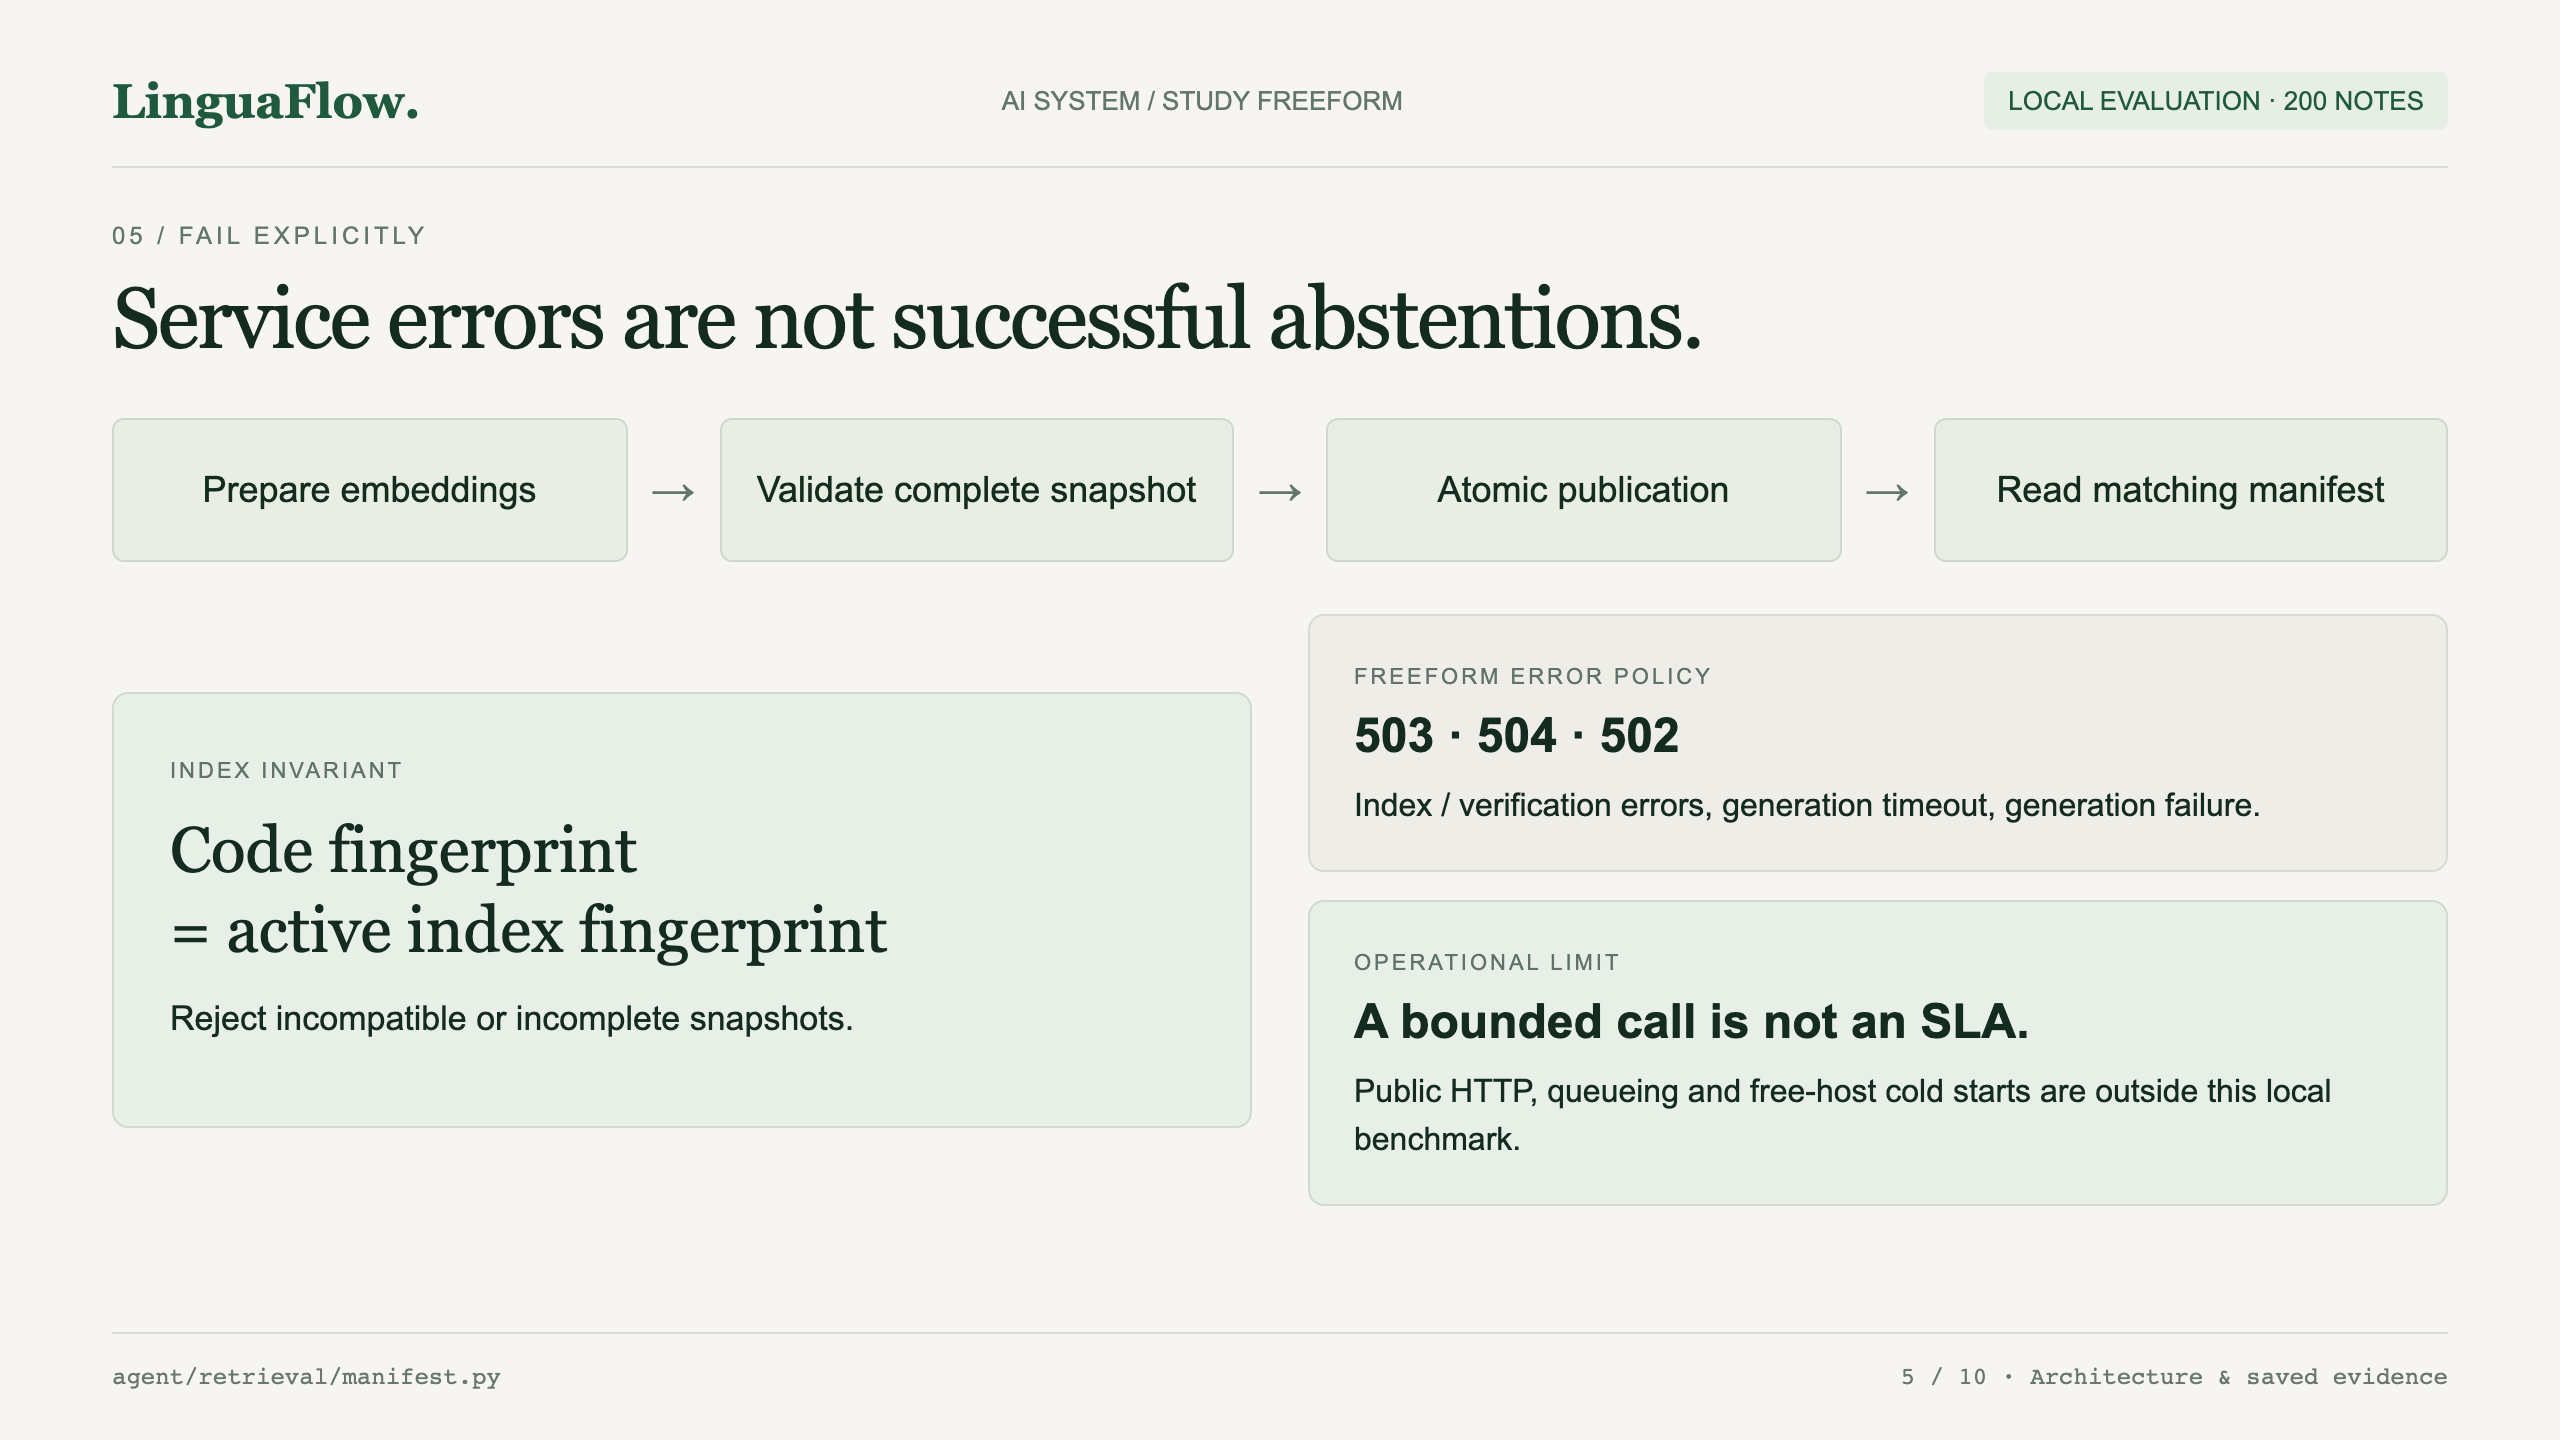 LinguaFlow.
AI SYSTEM / STUDY FREEFORM
LOCAL EVALUATION · 200 NOTES
05 / FAIL EXPLICITLY
Service errors are not successful abstentions.
Prepare embeddings
→
Validate complete snapshot
→
Atomic publication
→
Read matching manifest
INDEX INVARIANT
Code fingerprint
= active index fingerprint
Reject incompatible or incomplete snapshots.
FREEFORM ERROR POLICY
503 · 504 · 502
Index / verification errors, generation timeout, generation failure.
OPERATIONAL LIMIT
A bounded call is not an SLA.
Public HTTP, queueing and free-host cold starts are outside this local
benchmark.
agent/retrieval/manifest.py
5 / 10 · Architecture & saved evidence